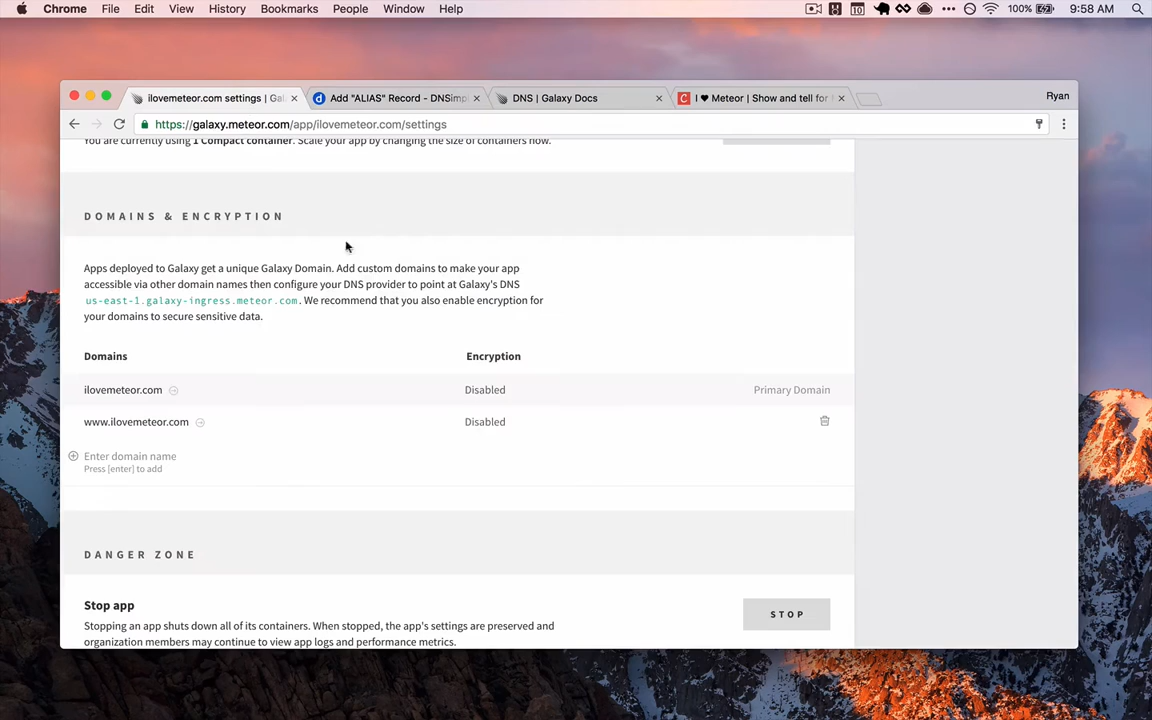 Chrome File Edit View History Bookmarks People Window Help 100% 9:58 AM
ilovemeteor.com settings | Ga
Add "ALIAS" Record - DNSimp
DNS | Galaxy Docs
I ♥ Meteor | Show and tell for
Ryan
https://galaxy.meteor.com/app/ilovemeteor.com/settings
You are currently using 1 Compact container. Scale your app by changing the size of containers now.
DOMAINS & ENCRYPTION
Apps deployed to Galaxy get a unique Galaxy Domain. Add custom domains to make your app
accessible via other domain names then configure your DNS provider to point at Galaxy's DNS
us-east-1.galaxy-ingress.meteor.com. We recommend that you also enable encryption for
your domains to secure sensitive data.
Domains Encryption
ilovemeteor.com Disabled Primary Domain
www.ilovemeteor.com Disabled
Enter domain name
Press [enter] to add
DANGER ZONE
Stop app
STOP
Stopping an app shuts down all of its containers. When stopped, the app's settings are preserved and
organization members may continue to view app logs and performance metrics.